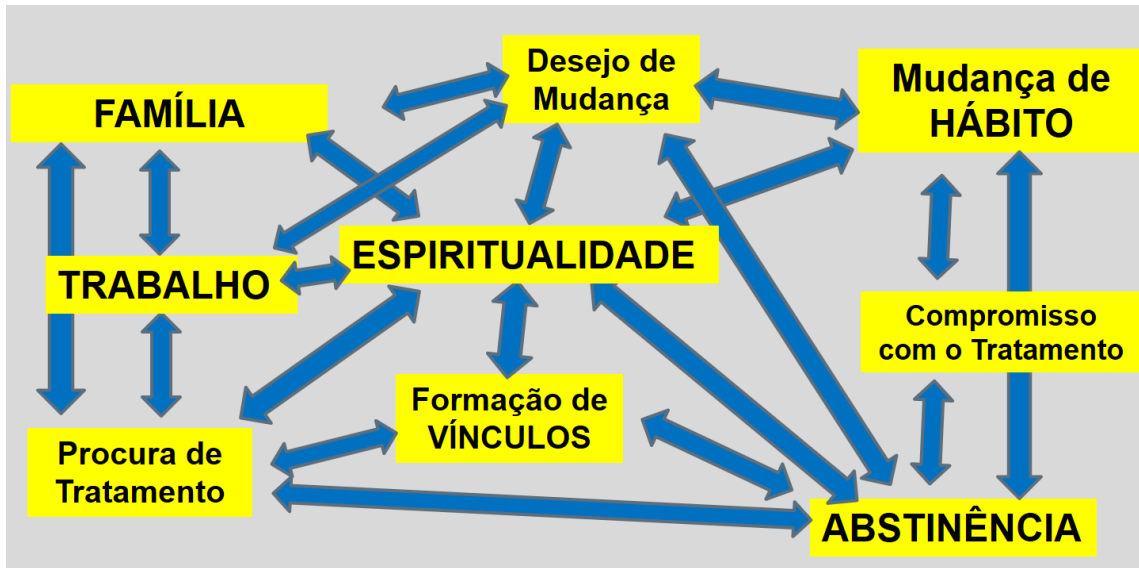 FAMÍLIA
Desejo de
Mudança
Mudança de
HÁBITO
TRABALHO
ESPIRITUALIDADE
Compromisso
com o Tratamento
Procura de
Tratamento
Formação de
VÍNCULOS
ABSTINÊNCIA